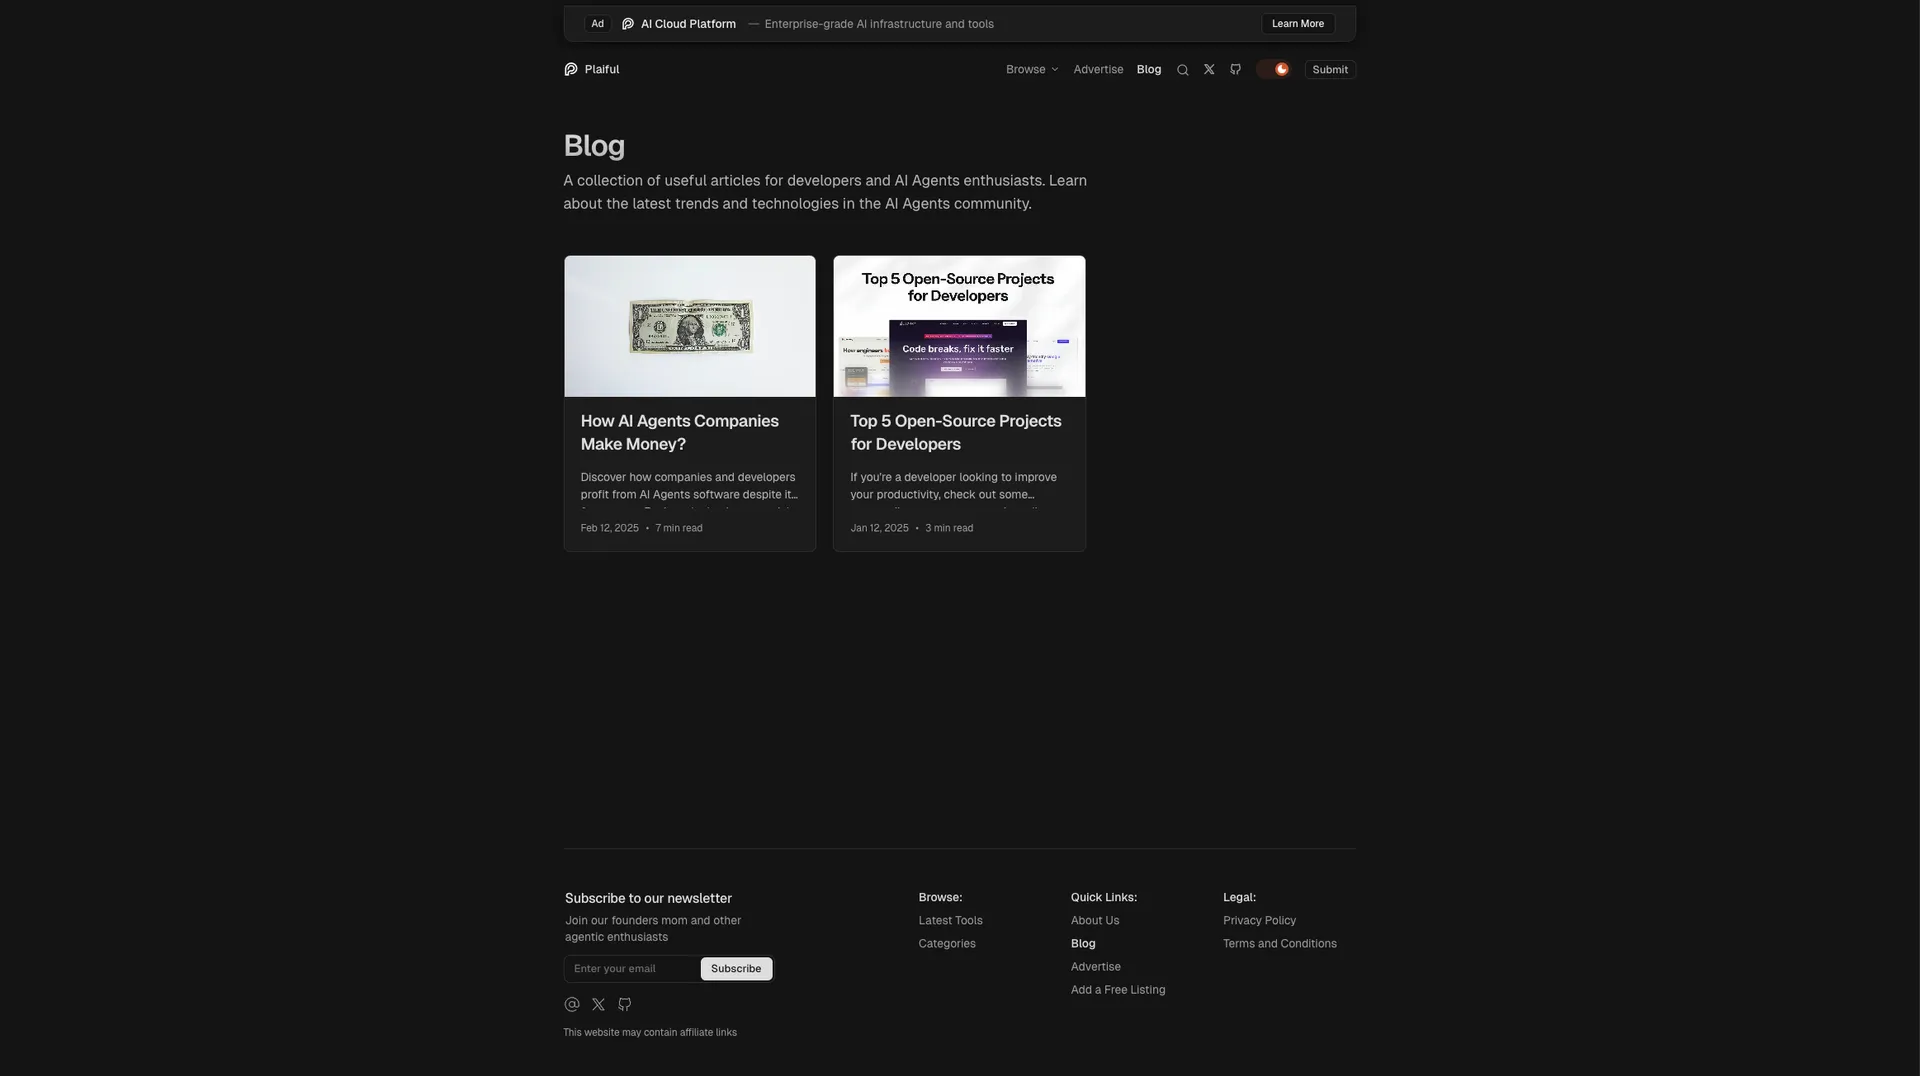 Ad
AI Cloud Platform — Enterprise-grade AI infrastructure and tools
Learn More
Plaiful
Browse
Advertise
Blog
Submit
Blog
A collection of useful articles for developers and AI Agents enthusiasts. Learn
about the latest trends and technologies in the AI Agents community.
How AI Agents Companies
Make Money?
Discover how companies and developers
profit from AI Agents software despite it…
Feb 12, 2025 • 7 min read
Top 5 Open-Source Projects
for Developers
How engineers
Code breaks, fix it faster
Top 5 Open-Source Projects
for Developers
If you're a developer looking to improve
your productivity, check out some…
Jan 12, 2025 • 3 min read
Subscribe to our newsletter
Join our founders mom and other
agentic enthusiasts
Enter your email
Subscribe
This website may contain affiliate links
Browse:
Latest Tools
Categories
Quick Links:
About Us
Blog
Advertise
Add a Free Listing
Legal:
Privacy Policy
Terms and Conditions